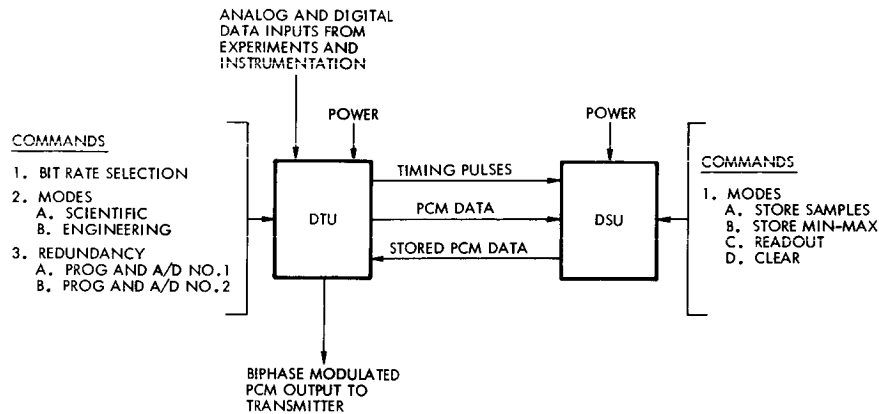 ANALOG AND DIGITAL
DATA INPUTS FROM
EXPERIMENTS AND
INSTRUMENTATION
POWER
POWER
COMMANDS
1. BIT RATE SELECTION
2. MODES
A. SCIENTIFIC
B. ENGINEERING
3. REDUNDANCY
A. PROG AND A/D NO.1
B. PROG AND A/D NO.2
DTU
TIMING PULSES
PCM DATA
STORED PCM DATA
DSU
COMMANDS
1. MODES
A. STORE SAMPLES
B. STORE MIN-MAX
C. READOUT
D. CLEAR
BIPHASE MODULATED
PCM OUTPUT TO
TRANSMITTER